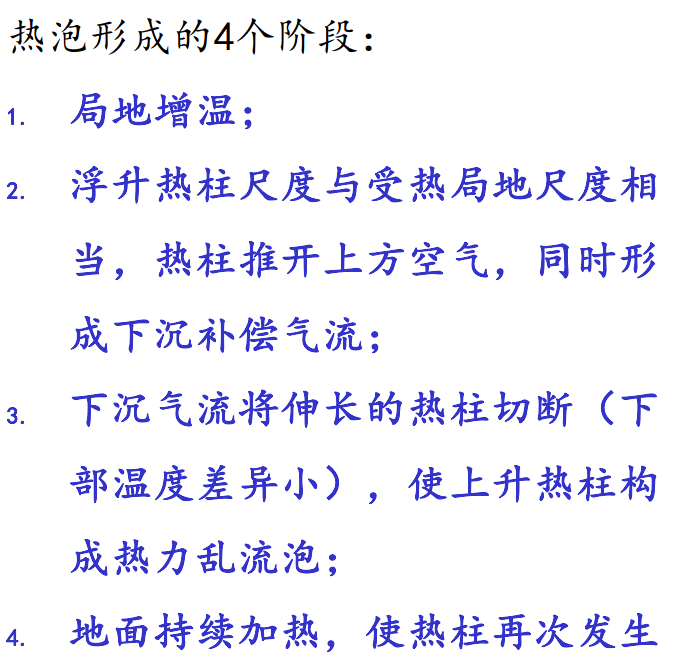 热泡形成的4个阶段：
1. 局地增温；
2. 浮升热柱尺度与受热局地尺度相
当，热柱推开上方空气，同时形
成下沉补偿气流；
3. 下沉气流将伸长的热柱切断（下
部温度差异小），使上升热柱构
成热力乱流泡；
4. 地面持续加热，使热柱再次发生